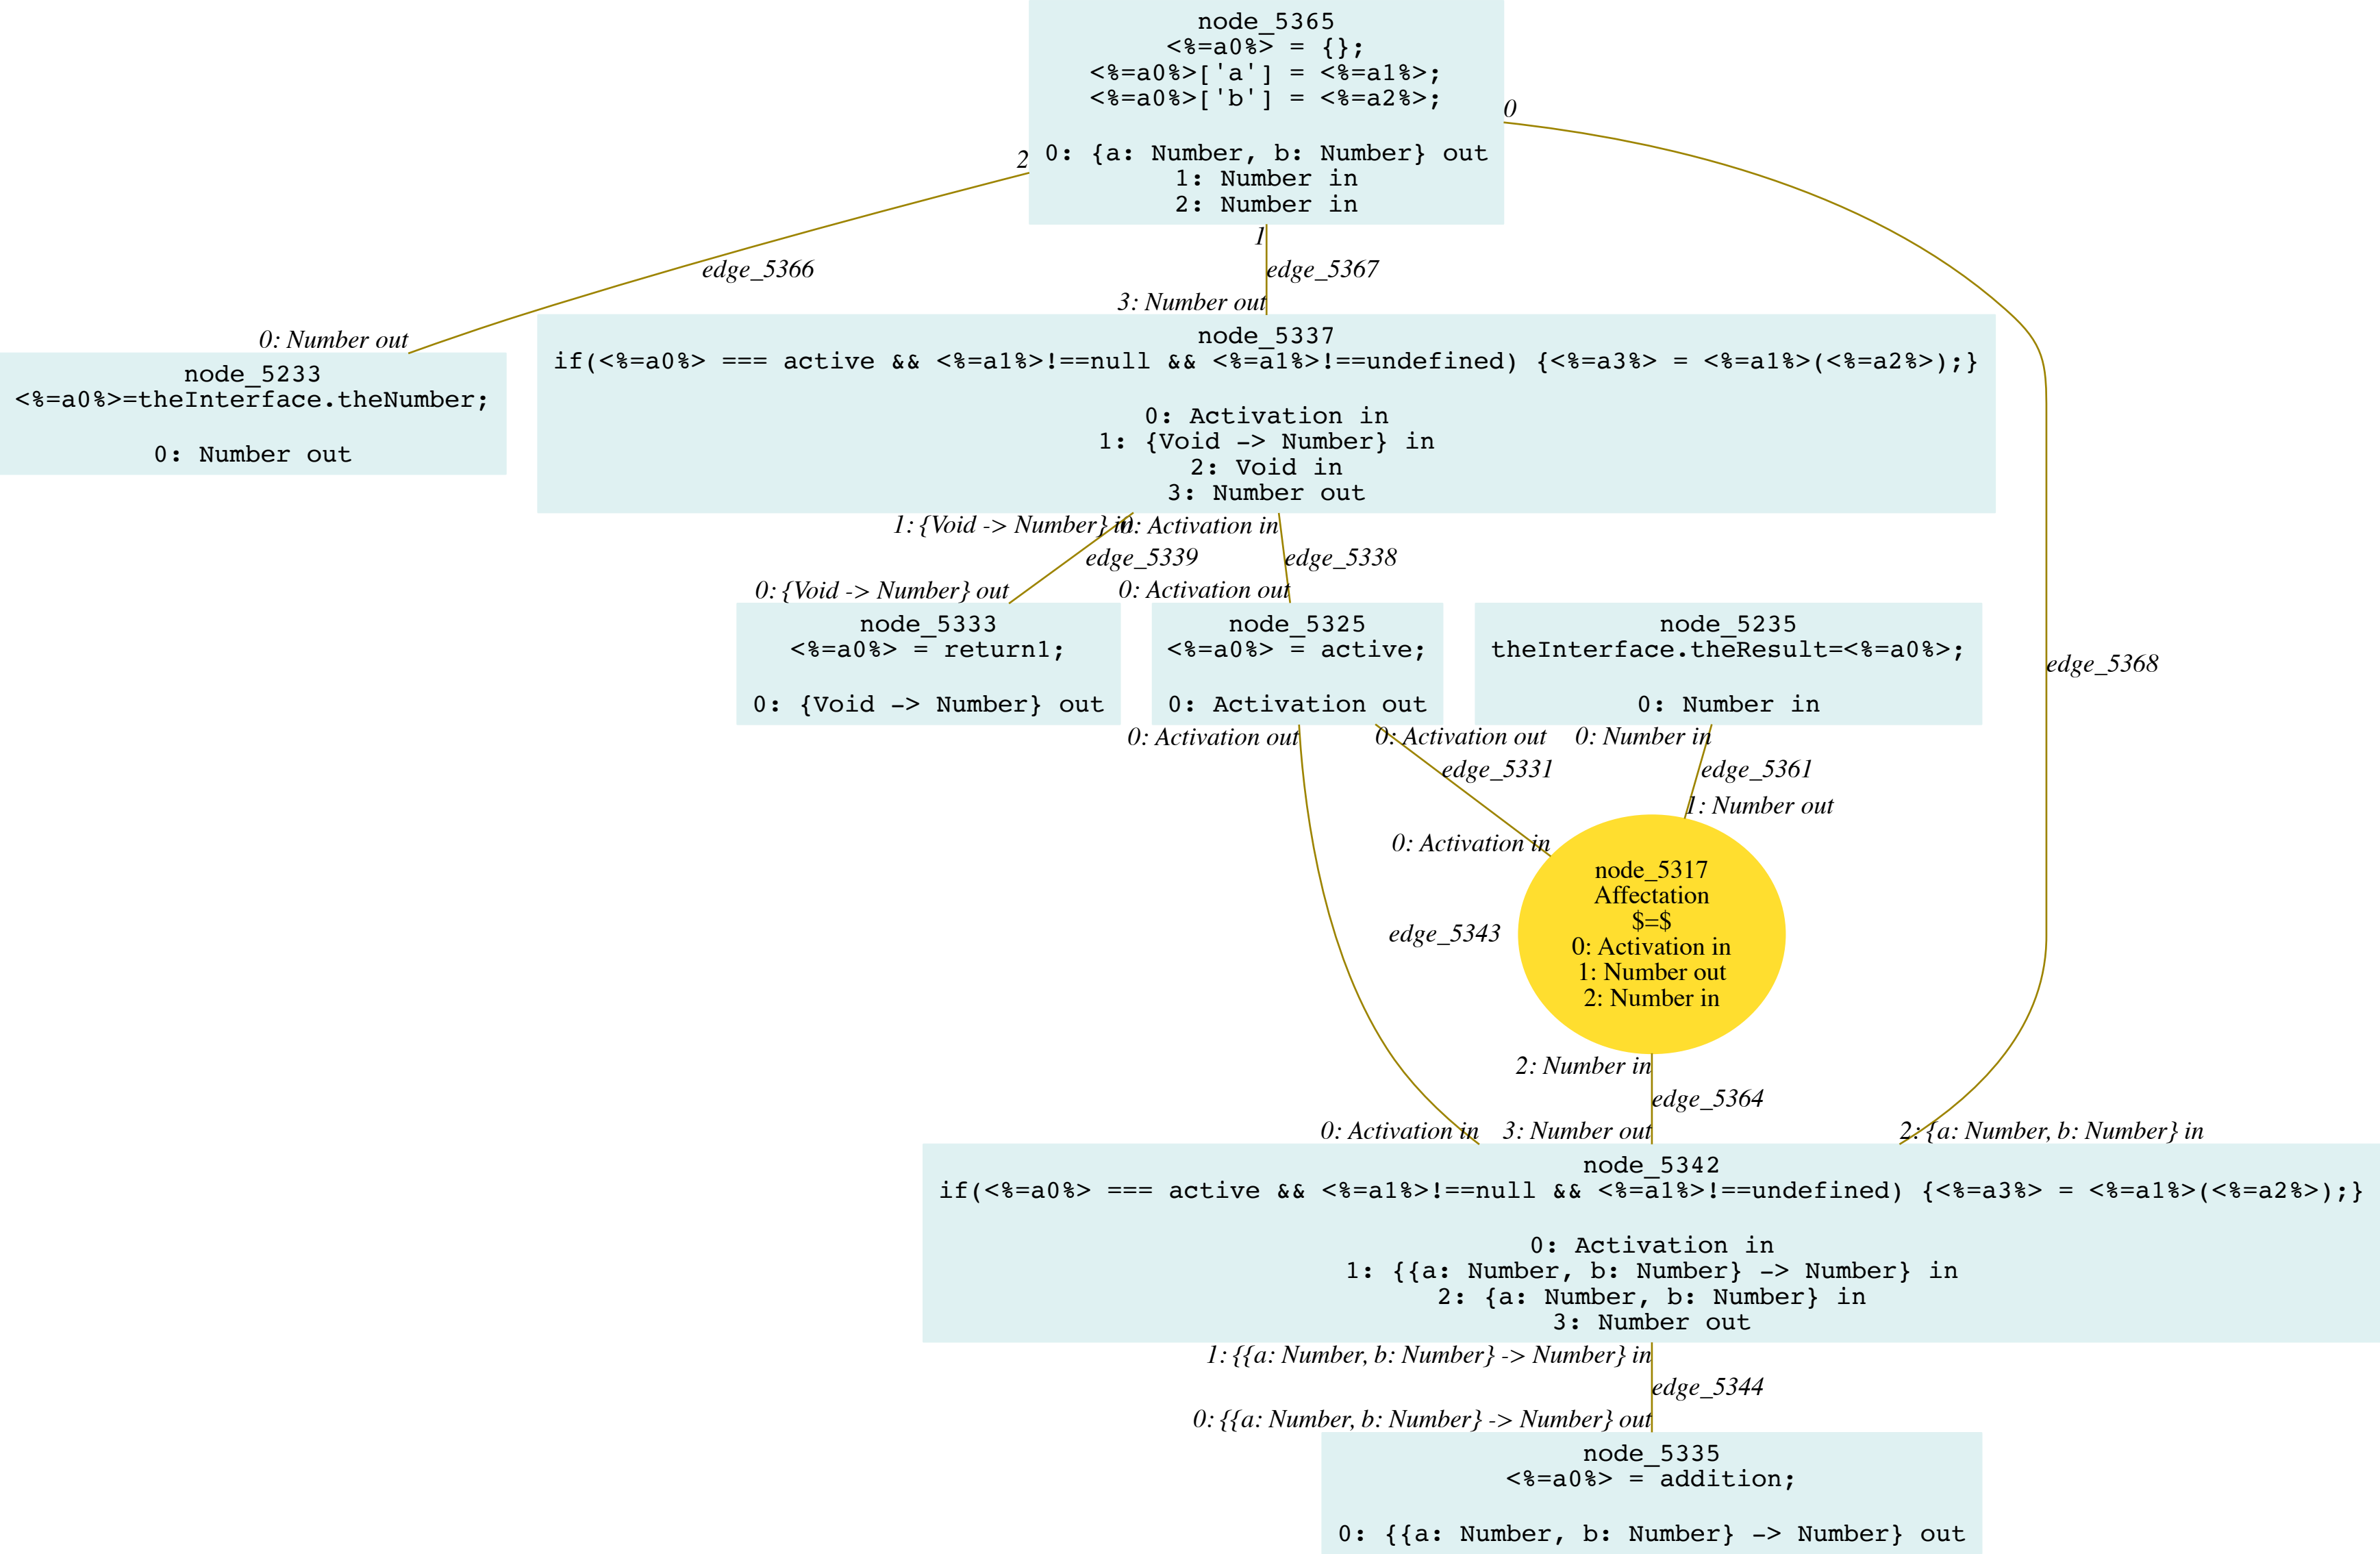 node_5365
<%=a0%> = {};
<%=a0%>['a'] = <%=a1%>;
<%=a0%>['b'] = <%=a2%>;
0: {a: Number, b: Number} out
1: Number in
2: Number in
0
2
1
edge_5366
edge_5367
3: Number out
0: Number out
node_5233
<%=a0%>=theInterface.theNumber;
0: Number out
node_5337
if(<%=a0%> === active && <%=a1%>!==null && <%=a1%>!==undefined) {<%=a3%> = <%=a1%>(<%=a2%>);}
0: Activation in
1: {Void -> Number} in
2: Void in
3: Number out
1: {Void -> Number} in
0: Activation in
edge_5339
edge_5338
0: {Void -> Number} out
0: Activation out
node_5333
<%=a0%> = return1;
0: {Void -> Number} out
node_5325
<%=a0%> = active;
0: Activation out
node_5235
theInterface.theResult=<%=a0%>;
0: Number in
edge_5368
0: Activation out
0: Activation out
0: Number in
edge_5331
edge_5361
1: Number out
0: Activation in
node_5317
Affectation
$=$
0: Activation in
1: Number out
2: Number in
edge_5343
2: Number in
edge_5364
0: Activation in
3: Number out
2: {a: Number, b: Number} in
node_5342
if(<%=a0%> === active && <%=a1%>!==null && <%=a1%>!==undefined) {<%=a3%> = <%=a1%>(<%=a2%>);}
0: Activation in
1: {{a: Number, b: Number} -> Number} in
2: {a: Number, b: Number} in
3: Number out
1: {{a: Number, b: Number} -> Number} in
edge_5344
0: {{a: Number, b: Number} -> Number} out
node_5335
<%=a0%> = addition;
0: {{a: Number, b: Number} -> Number} out